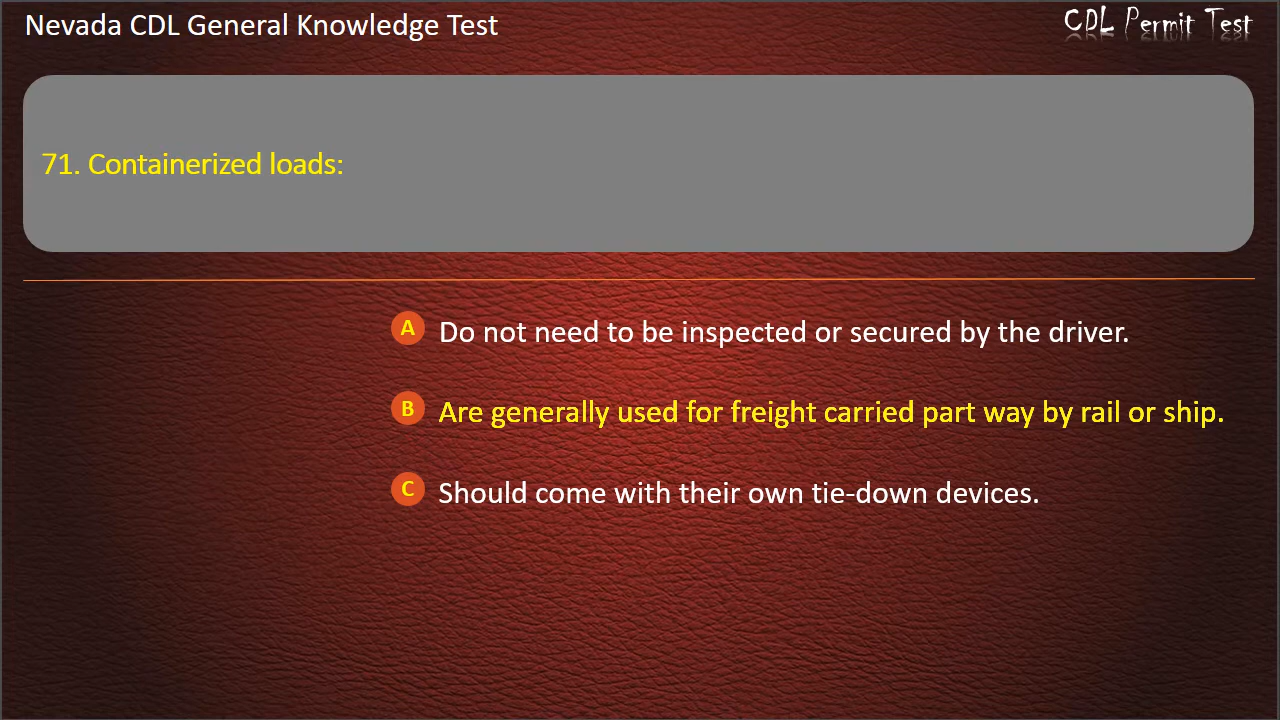 Nevada CDL General Knowledge Test
CDL Permit Test
71. Containerized loads:
A Do not need to be inspected or secured by the driver.
B Are generally used for freight carried part way by rail or ship.
C Should come with their own tie-down devices.